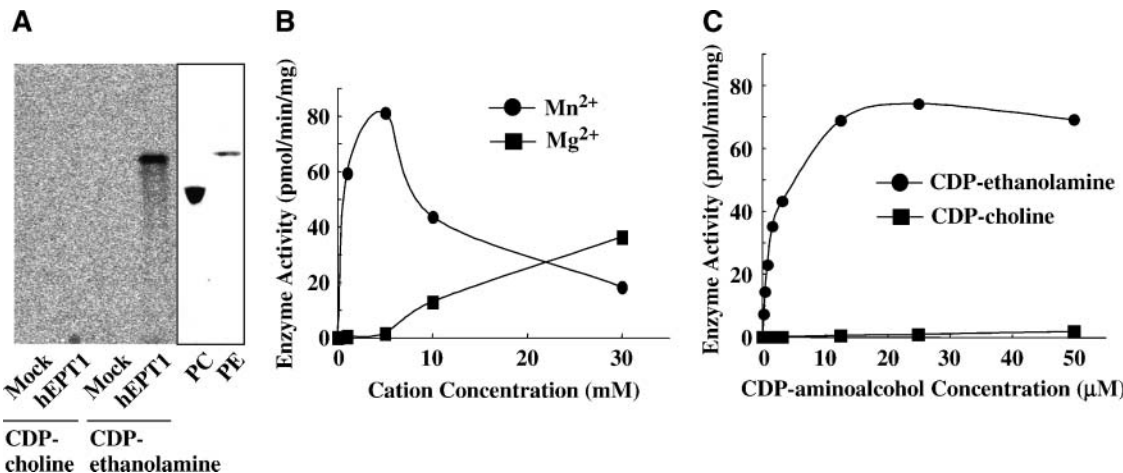 A
Mock
hEPT1
Mock
hEPT1
PC
PE
CDP-
choline
CDP-
ethanolamine
B
Enzyme Activity (pmol/min/mg)
80
60
40
20
0
Mn2+
Mg2+
0
10
20
30
Cation Concentration (mM)
C
Enzyme Activity (pmol/min/mg)
80
60
40
20
0
CDP-ethanolamine
CDP-choline
0
10
20
30
40
50
CDP-aminoalcohol Concentration (μM)